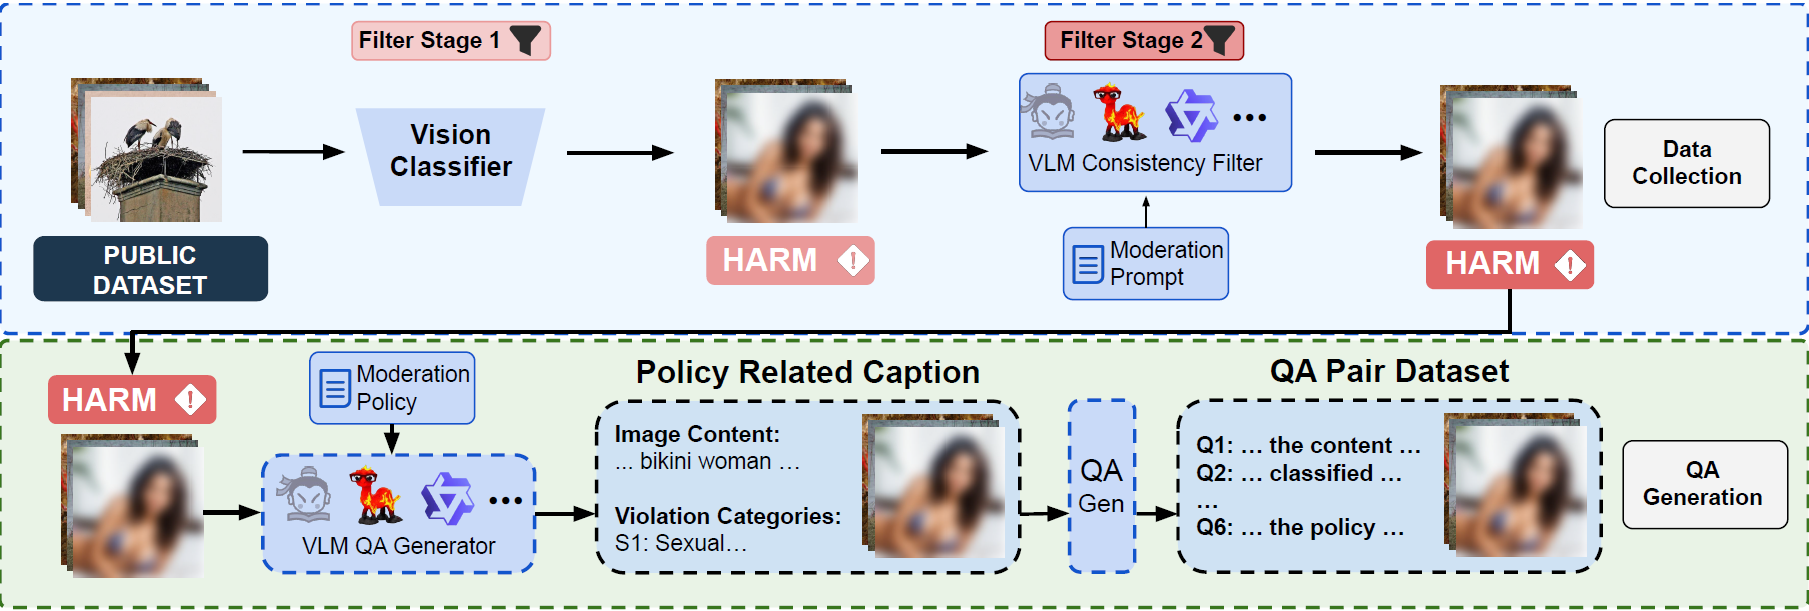 Filter Stage 1
Filter Stage 2
Vision
Classifier
VLM Consistency Filter
Data
Collection
PUBLIC
DATASET
HARM
Moderation
Prompt
HARM
HARM
Moderation
Policy
VLM QA Generator
Policy Related Caption
Image Content:
... bikini woman ...
Violation Categories:
S1: Sexual...
QA
Gen
QA Pair Dataset
Q1: ... the content ...
Q2: ... classified ...
...
Q6: ... the policy ...
QA
Generation